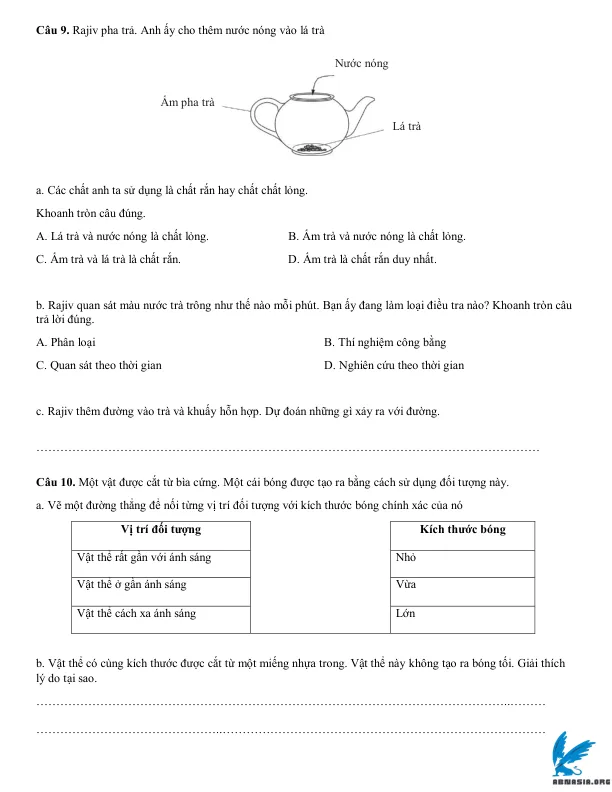 Câu 9. Rajiv pha trà. Anh ấy cho thêm nước nóng vào lá trà
Nước nóng
Ấm pha trà
Lá trà
a. Các chất anh ta sử dụng là chất rắn hay chất chất lỏng.
Khoanh tròn câu đúng.
A. Lá trà và nước nóng là chất lỏng.
B. Ấm trà và nước nóng là chất lỏng.
C. Ấm trà và lá trà là chất rắn.
D. Ấm trà là chất rắn duy nhất.
b. Rajiv quan sát màu nước trà trông như thế nào mỗi phút. Bạn ấy đang làm loại điều tra nào? Khoanh tròn câu
trả lời đúng.
A. Phân loại
B. Thí nghiệm công bằng
C. Quan sát theo thời gian
D. Nghiên cứu theo thời gian
c. Rajiv thêm đường vào trà và khuấy hỗn hợp. Dự đoán những gì xảy ra với đường.
Câu 10. Một vật được cắt từ bìa cứng. Một cái bóng được tạo ra bằng cách sử dụng đối tượng này.
a. Vẽ một đường thẳng để nối từng vị trí đối tượng với kích thước bóng chính xác của nó
Vị trí đối tượng
Kích thước bóng
Vật thể rất gần với ánh sáng
Nhỏ
Vật thể ở gần ánh sáng
Vừa
Vật thể cách xa ánh sáng
Lớn
b. Vật thể có cùng kích thước được cắt từ một miếng nhựa trong. Vật thể này không tạo ra bóng tối. Giải thích
lý do tại sao.
ABNASIA.ORG